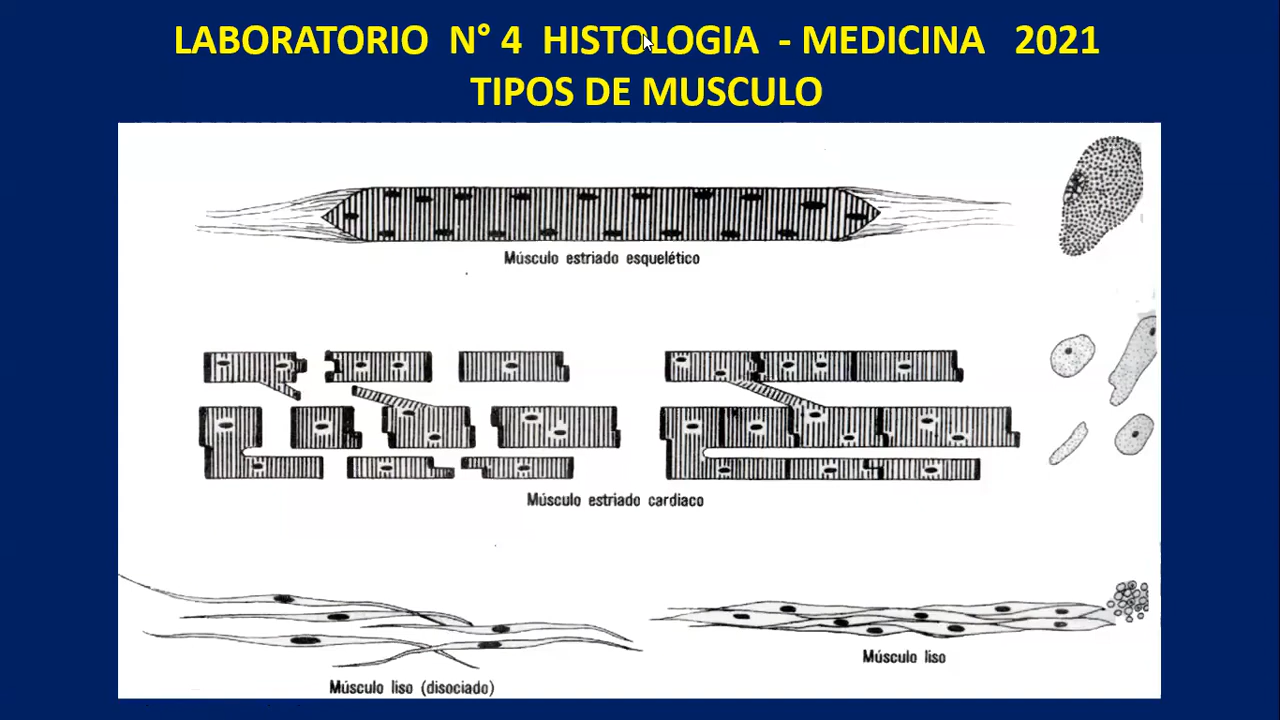 LABORATORIO N° 4 HISTOLOGIA - MEDICINA 2021
TIPOS DE MUSCULO
Músculo estriado esquelético
Músculo estriado cardiaco
Músculo liso
Músculo liso (disociado)